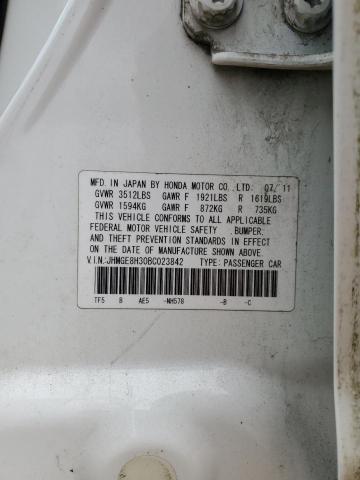 MFD. IN JAPAN BY HONDA MOTOR CO., LTD. 07/11
GVWR 3512LBS GAWR F 1921LBS R 1619LBS
GVWR 1594KG GAWR F 872KG R 735KG
THIS VEHICLE CONFORMS TO ALL APPLICABLE
FEDERAL MOTOR VEHICLE SAFETY , BUMPER,
AND THEFT PREVENTION STANDARDS IN EFFECT
ON THE DATE OF MANUFACTURE SHOWN ABOVE.
V.I.N.:JHMGE8H30BC023842 TYPE: PASSENGER CAR
TF5 B AE5 -NH578 -B -C